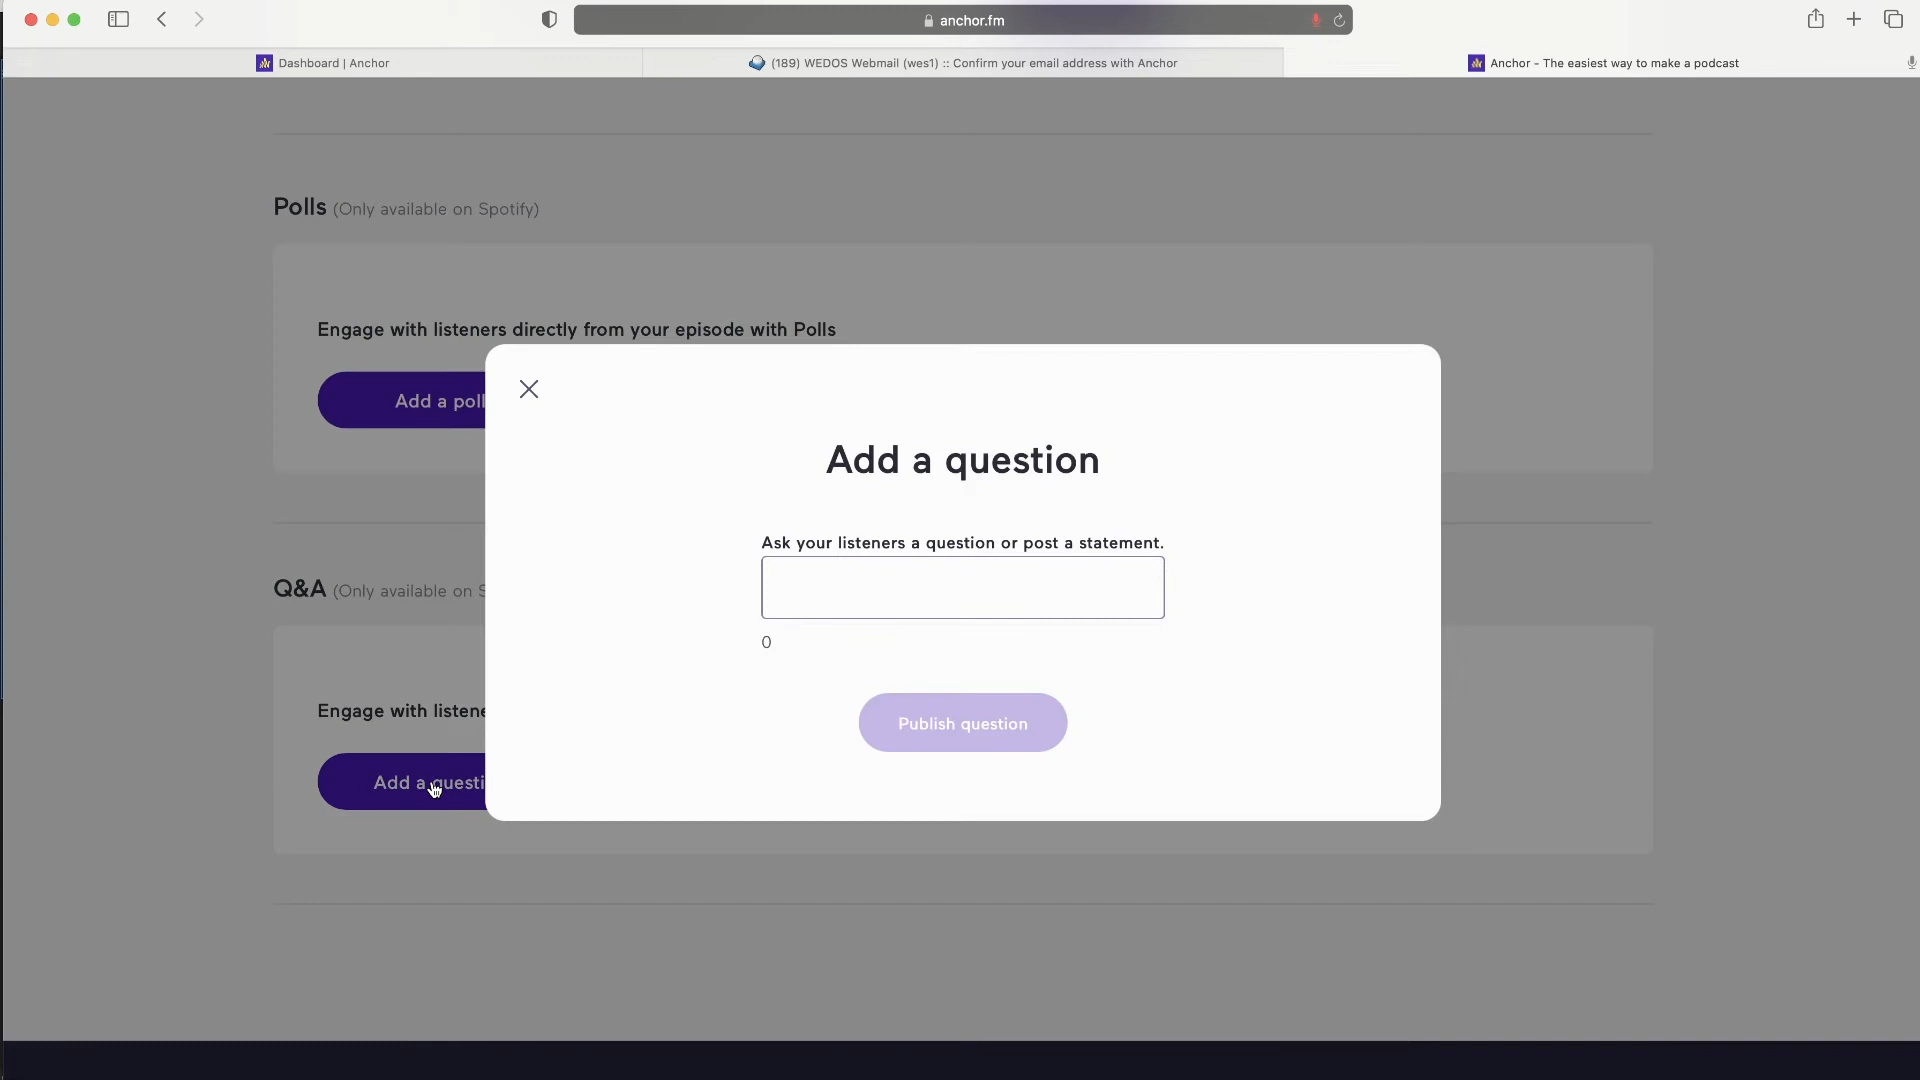 anchor.fm
Dashboard | Anchor
(189) WEDOS Webmail (wes1) :: Confirm your email address with Anchor
Anchor - The easiest way to make a podcast
Polls (Only available on Spotify)
Engage with listeners directly from your episode with Polls
Add a poll
Add a question
Ask your listeners a question or post a statement.
0
Publish question
Q&A (Only available on S
Engage with listene
Add a questi